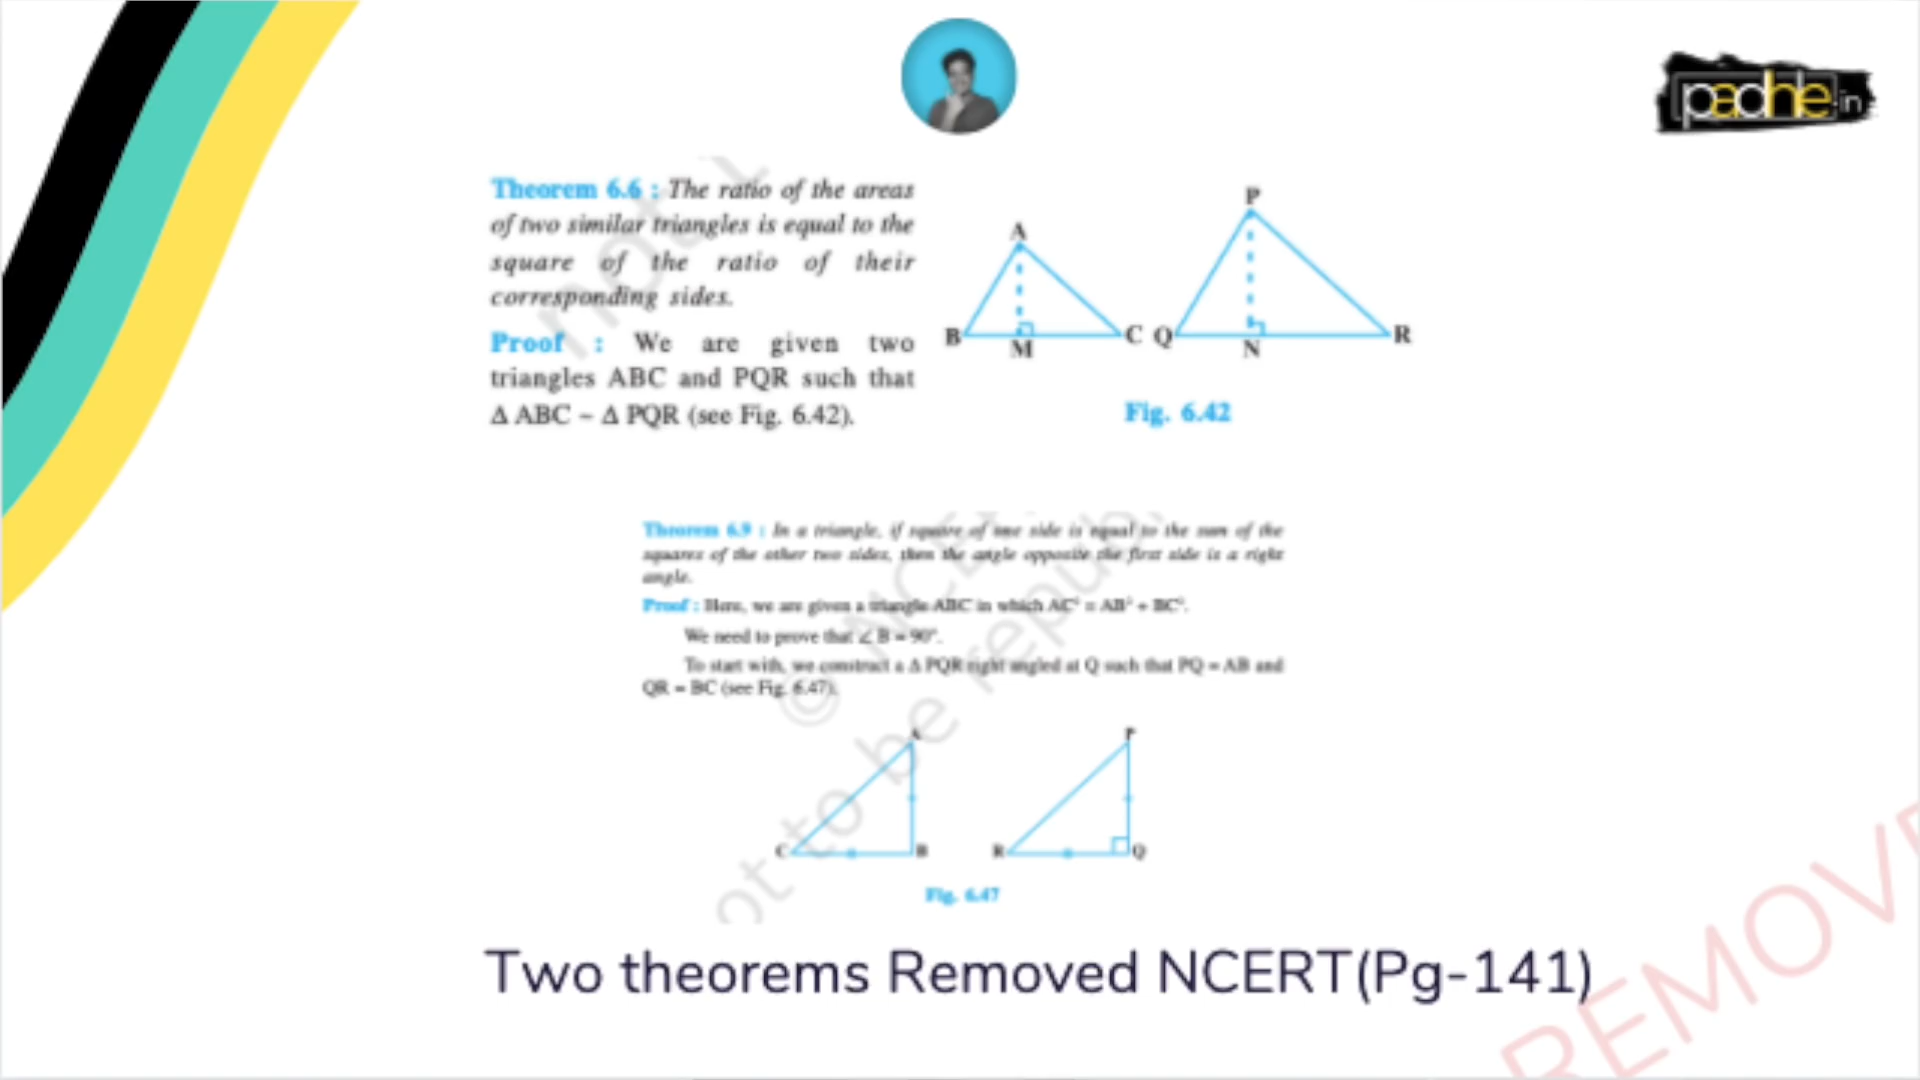 padhle.in
Theorem 6.6 : The ratio of the areas
of two similar triangles is equal to the
square of the ratio of their
corresponding sides.
Proof : We are given two
triangles ABC and PQR such that
Δ ABC ~ Δ PQR (see Fig. 6.42).
A
B
M
C
P
Q
N
R
Fig. 6.42
Theorem 6.9 : In a triangle, if square of one side is equal to the sum of the
squares of the other two sides, then the angle opposite the first side is a right
angle.
Proof : Here, we are given a triangle ABC in which AC² = AB² + BC².
We need to prove that ∠ B = 90°.
To start with, we construct a Δ PQR right angled at Q such that PQ = AB and
QR = BC (see Fig. 6.47).
A
C
B
P
R
Q
Fig. 6.47
© NCE
not to be republ
Two theorems Removed NCERT(Pg-141)
REMOVE